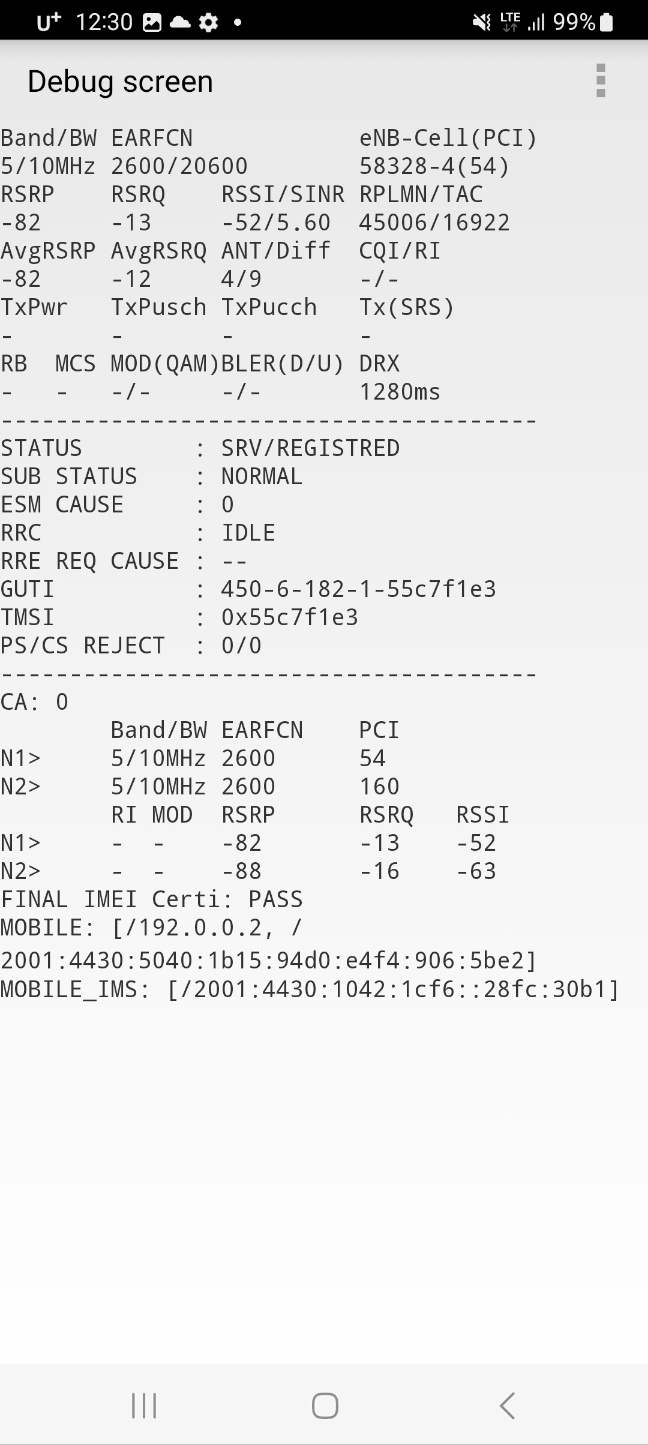 U+ 12:30 LTE 99%
Debug screen
Band/BW EARFCN eNB-Cell(PCI)
5/10MHz 2600/20600 58328-4(54)
RSRP RSRQ RSSI/SINR RPLMN/TAC
-82 -13 -52/5.60 45006/16922
AvgRSRP AvgRSRQ ANT/Diff CQI/RI
-82 -12 4/9 -/-
TxPwr TxPusch TxPucch Tx(SRS)
- - - -
RB MCS MOD(QAM)BLER(D/U) DRX
- - -/- -/- 1280ms
---------------------------------------
STATUS : SRV/REGISTRED
SUB STATUS : NORMAL
ESM CAUSE : 0
RRC : IDLE
RRE REQ CAUSE : --
GUTI : 450-6-182-1-55c7f1e3
TMSI : 0x55c7f1e3
PS/CS REJECT : 0/0
---------------------------------------
CA: 0
Band/BW EARFCN PCI
N1> 5/10MHz 2600 54
N2> 5/10MHz 2600 160
RI MOD RSRP RSRQ RSSI
N1> - - -82 -13 -52
N2> - - -88 -16 -63
FINAL IMEI Certi: PASS
MOBILE: [/192.0.0.2, /
2001:4430:5040:1b15:94d0:e4f4:906:5be2]
MOBILE_IMS: [/2001:4430:1042:1cf6::28fc:30b1]